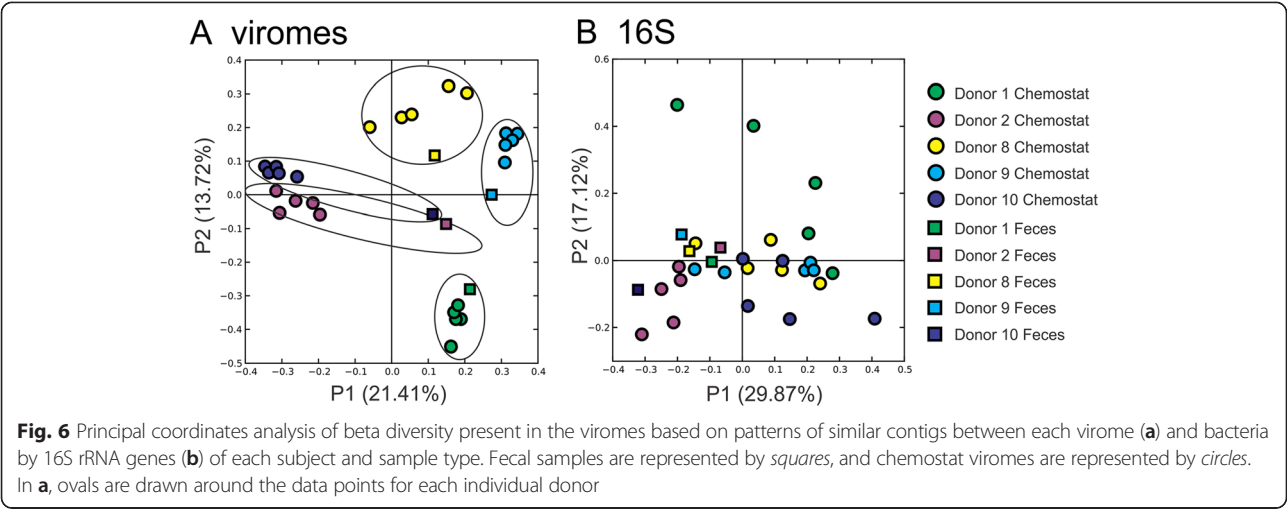 A viromes
0.4
0.3
0.2
0.1
0.0
−0.1
−0.2
−0.3
−0.4
−0.5
P2 (13.72%)
−0.4 −0.3 −0.2 −0.1 0.0 0.1 0.2 0.3 0.4
P1 (21.41%)
B 16S
0.6
0.4
0.2
0.0
−0.2
P2 (17.12%)
−0.4 −0.3 −0.2 −0.1 0.0 0.1 0.2 0.3 0.4 0.5
P1 (29.87%)
Donor 1 Chemostat
Donor 2 Chemostat
Donor 8 Chemostat
Donor 9 Chemostat
Donor 10 Chemostat
Donor 1 Feces
Donor 2 Feces
Donor 8 Feces
Donor 9 Feces
Donor 10 Feces
Fig. 6 Principal coordinates analysis of beta diversity present in the viromes based on patterns of similar contigs between each virome (a) and bacteria
by 16S rRNA genes (b) of each subject and sample type. Fecal samples are represented by squares, and chemostat viromes are represented by circles.
In a, ovals are drawn around the data points for each individual donor